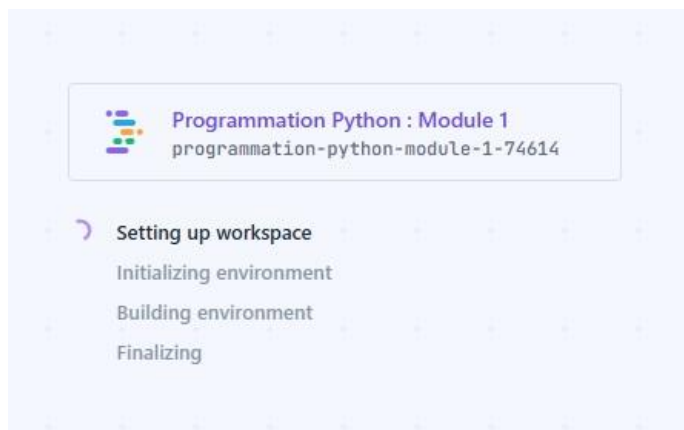 Programmation Python : Module 1
programmation-python-module-1-74614
Setting up workspace
Initializing environment
Building environment
Finalizing